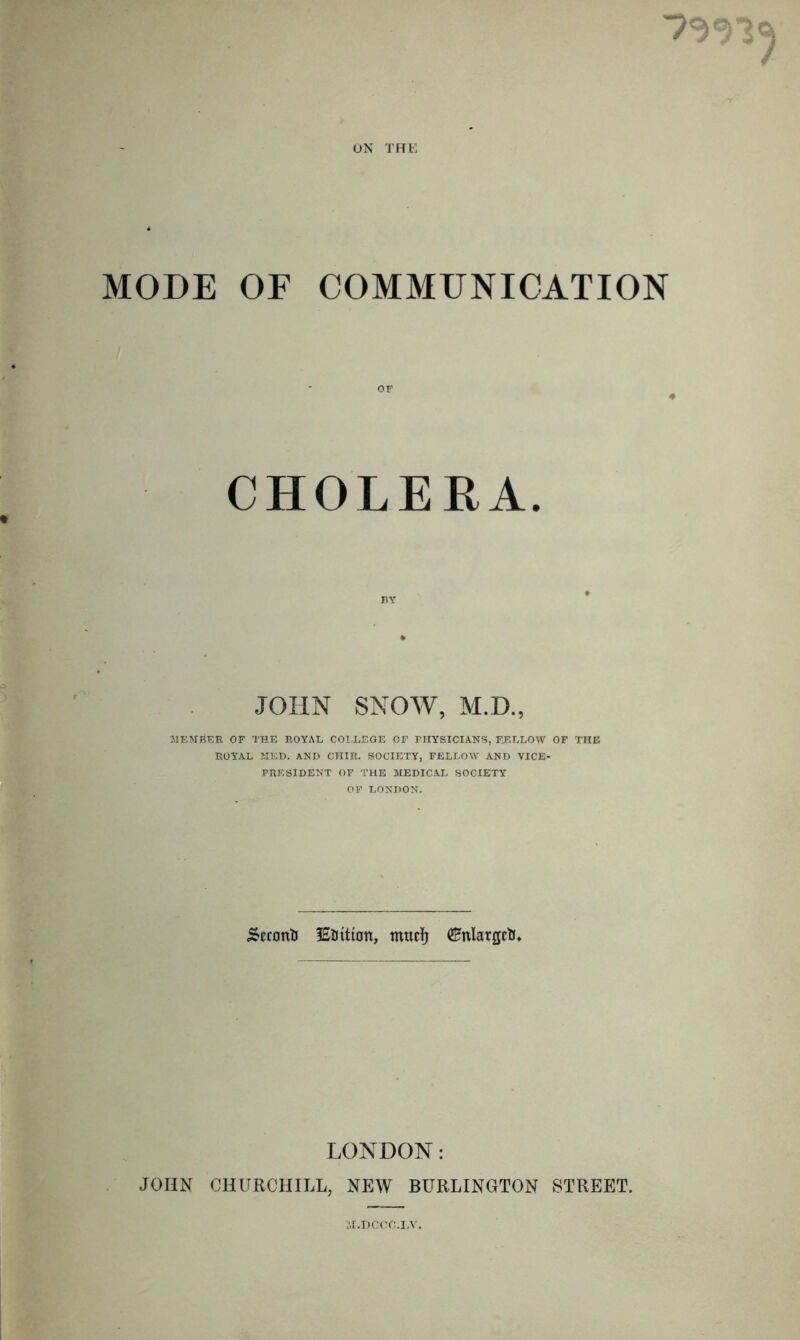 79939
ON THE
MODE OF COMMUNICATION
OF
CHOLERA.
BY
JOHN SNOW, M.D.,
MEMBER OF THE ROYAL COLLEGE OF PHYSICIANS, FELLOW OF THE
ROYAL MED. AND CHIR. SOCIETY, FELLOW AND VICE-
PRESIDENT OF THE MEDICAL SOCIETY
OF LONDON.
Second Edition, much Enlarged.
LONDON:
JOHN CHURCHILL, NEW BURLINGTON STREET.
M.DCCC.LV.